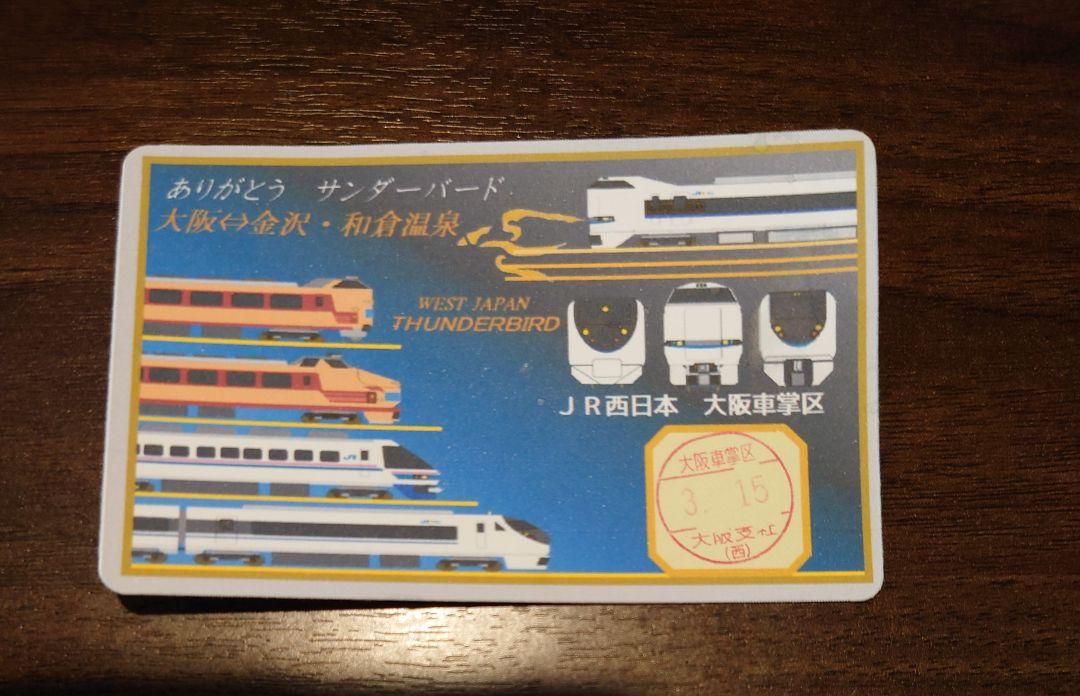 ありがとう サンダーバード
大阪⇔金沢・和倉温泉
WEST JAPAN
THUNDERBIRD
JR西日本 大阪車掌区
大阪車掌区
3. 15
大阪支社
(西)